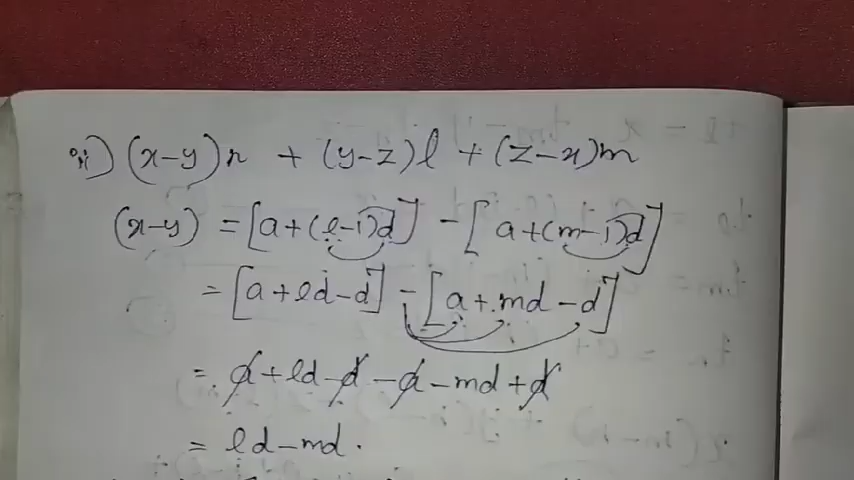 ii) (x-y)n + (y-z)l + (z-x)m
(x-y) = [a+(l-1)d] - [a+(m-1)d]
= [a+ld-d] - [a+md-d]
= a+ld-d-a-md+d
= ld-md.